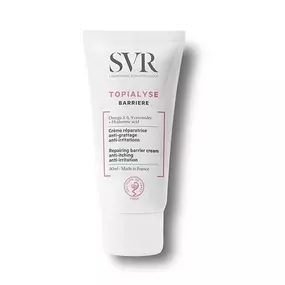 SVR
LABORATOIRE DERMATOLOGIQUE
TOPIALYSE
BARRIERE
Omega 3, 6, 9 ceramides
+ Hyaluronic acid
Crème réparatrice
anti-grattage
anti-irritations
Repairing barrier cream
anti-itching
anti-irritation
50ml - Made in France